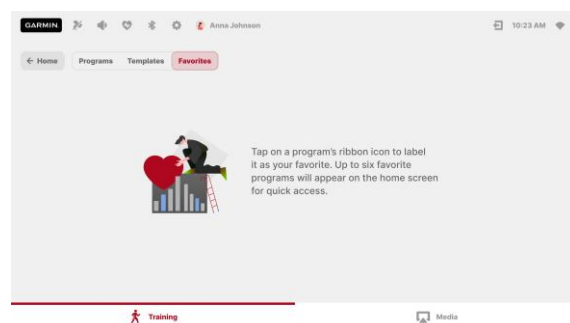 GARMIN Anna Johnson 10:23 AM
← Home Programs Templates Favorites
Tap on a program's ribbon icon to label
it as your favorite. Up to six favorite
programs will appear on the home screen
for quick access.
Training Media